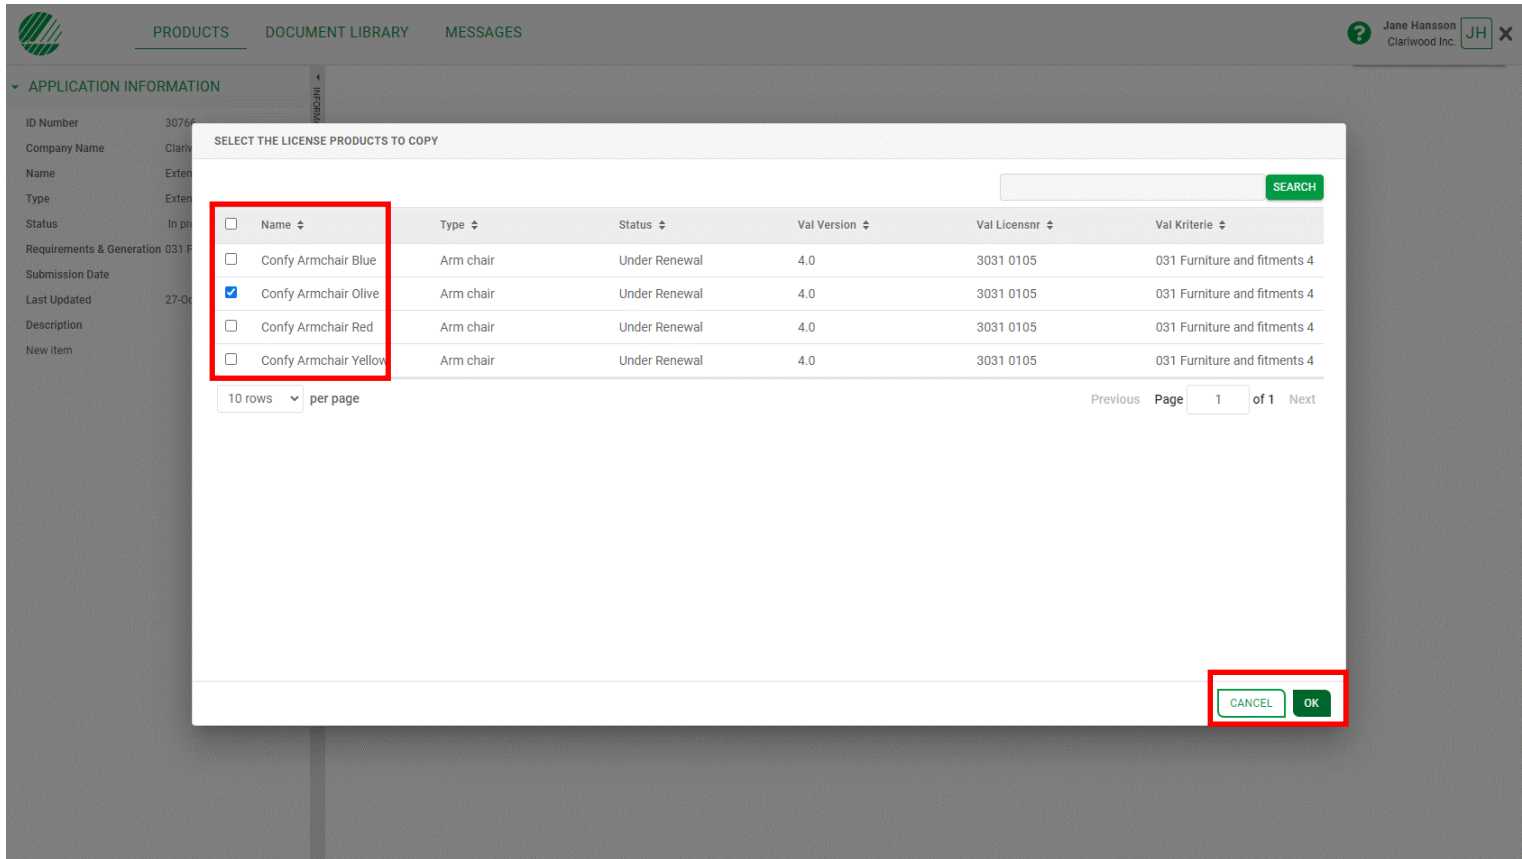 PRODUCTS DOCUMENT LIBRARY MESSAGES
? Jane Hansson JH
Clariwood Inc.
APPLICATION INFORMATION
ID Number 30766
Company Name
Name
Type
Status In
Requirements & Generation 031
Submission Date
Last Updated
Description
New item
SELECT THE LICENSE PRODUCTS TO COPY
SEARCH
Name Type Status Val Version Val Licensnr Val Kriterie
Confy Armchair Blue Arm chair Under Renewal 4.0 3031 0105 031 Furniture and fitments 4
Confy Armchair Olive Arm chair Under Renewal 4.0 3031 0105 031 Furniture and fitments 4
Confy Armchair Red Arm chair Under Renewal 4.0 3031 0105 031 Furniture and fitments 4
Confy Armchair Yellow Arm chair Under Renewal 4.0 3031 0105 031 Furniture and fitments 4
10 rows per page Previous Page 1 of 1 Next
CANCEL OK